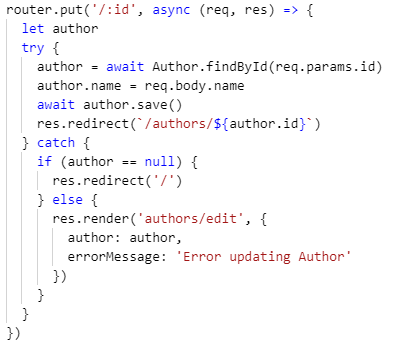 router.put('/:id', async (req, res) => {
  let author
  try {
    author = await Author.findById(req.params.id)
    author.name = req.body.name
    await author.save()
    res.redirect(`/authors/${author.id}`)
  } catch {
    if (author == null) {
      res.redirect('/')
    } else {
      res.render('authors/edit', {
        author: author,
        errorMessage: 'Error updating Author'
      })
    }
  }
})